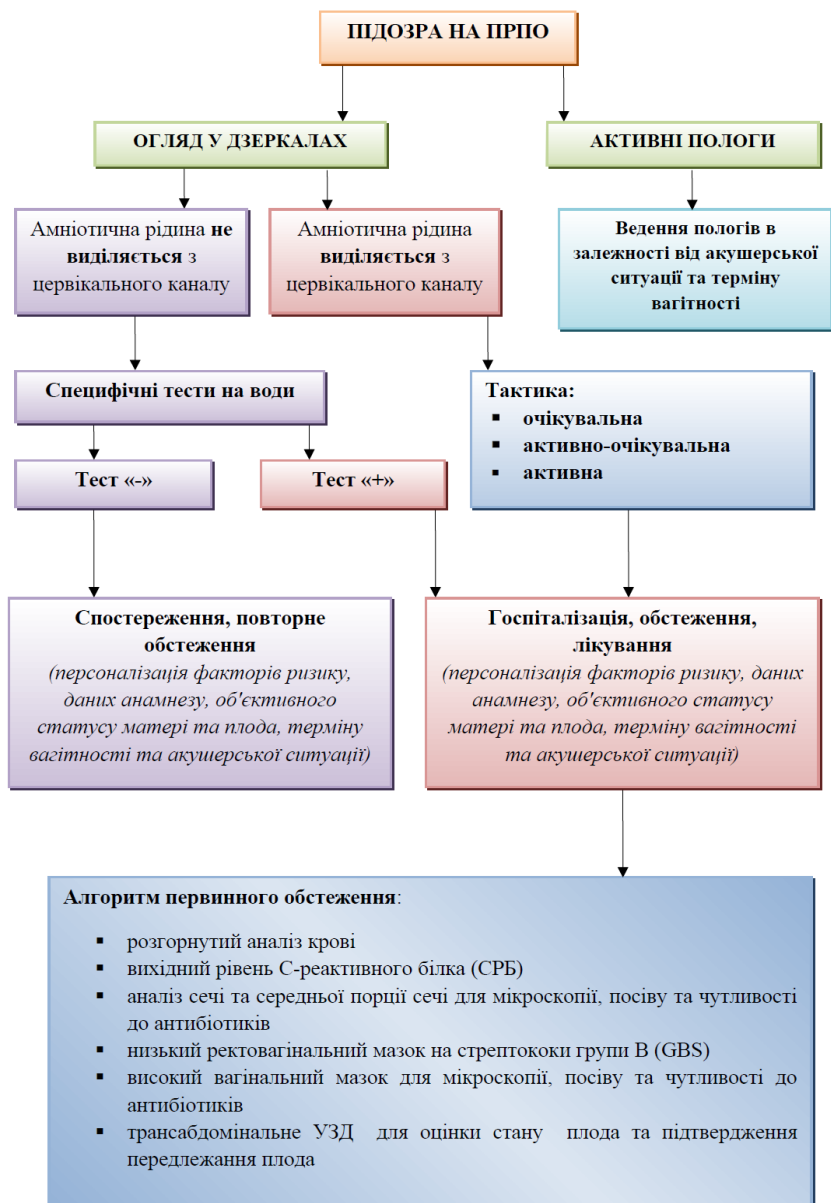 ПІДОЗРА НА ПРПО
ОГЛЯД У ДЗЕРКАЛАХ
АКТИВНІ ПОЛОГИ
Амніотична рідина не
виділяється з
цервікального каналу
Амніотична рідина
виділяється з
цервікального каналу
Ведення пологів в
залежності від акушерської
ситуації та терміну
вагітності
Специфічні тести на води
Тактика:
▪ очікувальна
▪ активно-очікувальна
▪ активна
Тест «-»
Тест «+»
Спостереження, повторне
обстеження
(персоналізація факторів ризику,
даних анамнезу, об'єктивного
статусу матері та плода, терміну
вагітності та акушерської ситуації)
Госпіталізація, обстеження,
лікування
(персоналізація факторів ризику, даних
анамнезу, об'єктивного статусу
матері та плода, терміну вагітності
та акушерської ситуації)
Алгоритм первинного обстеження:
▪ розгорнутий аналіз крові
▪ вихідний рівень С-реактивного білка (СРБ)
▪ аналіз сечі та середньої порції сечі для мікроскопії, посіву та чутливості
до антибіотиків
▪ низький ректовагінальний мазок на стрептококи групи В (GBS)
▪ високий вагінальний мазок для мікроскопії, посіву та чутливості до
антибіотиків
▪ трансабдомінальне УЗД для оцінки стану плода та підтвердження
передлежання плода